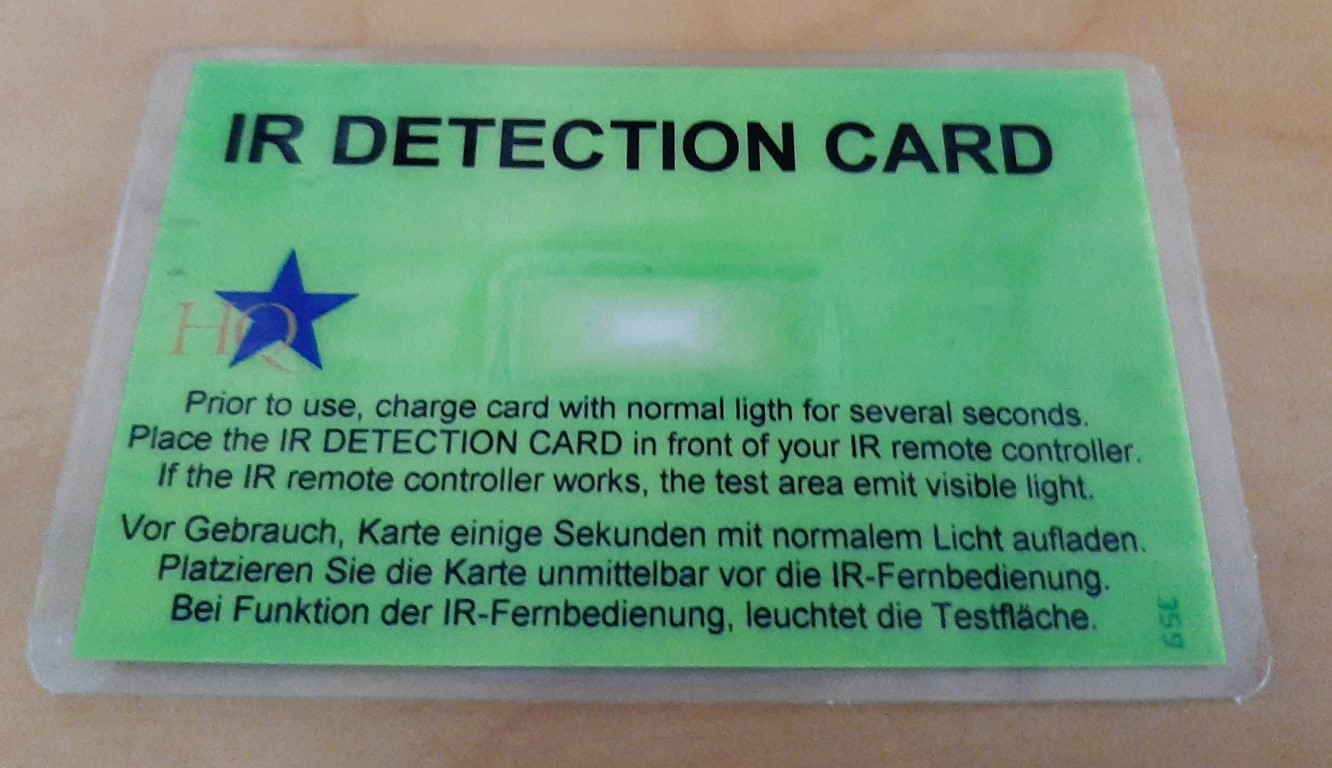 IR DETECTION CARD
HQ
Prior to use, charge card with normal ligth for several seconds.
Place the IR DETECTION CARD in front of your IR remote controller.
If the IR remote controller works, the test area emit visible light.
Vor Gebrauch, Karte einige Sekunden mit normalem Licht aufladen.
Platzieren Sie die Karte unmittelbar vor die IR-Fernbedienung.
Bei Funktion der IR-Fernbedienung, leuchtet die Testfläche.